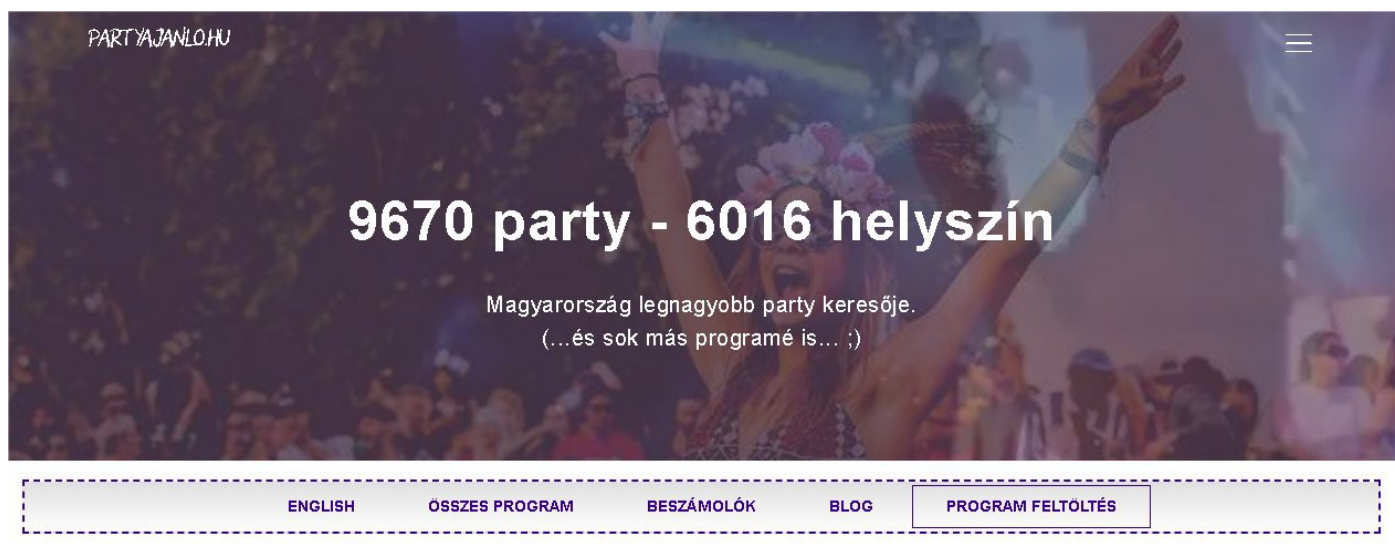 PARTYAJANLO.HU
9670 party - 6016 helyszín
Magyarország legnagyobb party keresője.
(...és sok más programé is... ;)
ENGLISH ÖSSZES PROGRAM BESZÁMOLÓK BLOG PROGRAM FELTÖLTÉS